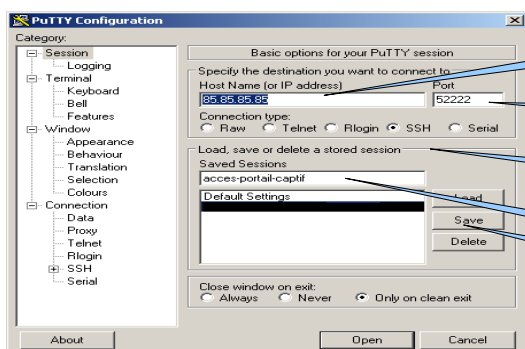 PuTTY Configuration
Category:
Session
Logging
Terminal
Keyboard
Bell
Features
Window
Appearance
Behaviour
Translation
Selection
Colours
Connection
Data
Proxy
Telnet
Rlogin
SSH
Serial
Basic options for your PuTTY session
Specify the destination you want to connect to
Host Name (or IP address) Port
85.85.85.85 52222
Connection type:
Raw Telnet Rlogin SSH Serial
Load, save or delete a stored session
Saved Sessions
acces-portail-captif
Default Settings
Load
Save
Delete
Close window on exit:
Always Never Only on clean exit
About Open Cancel